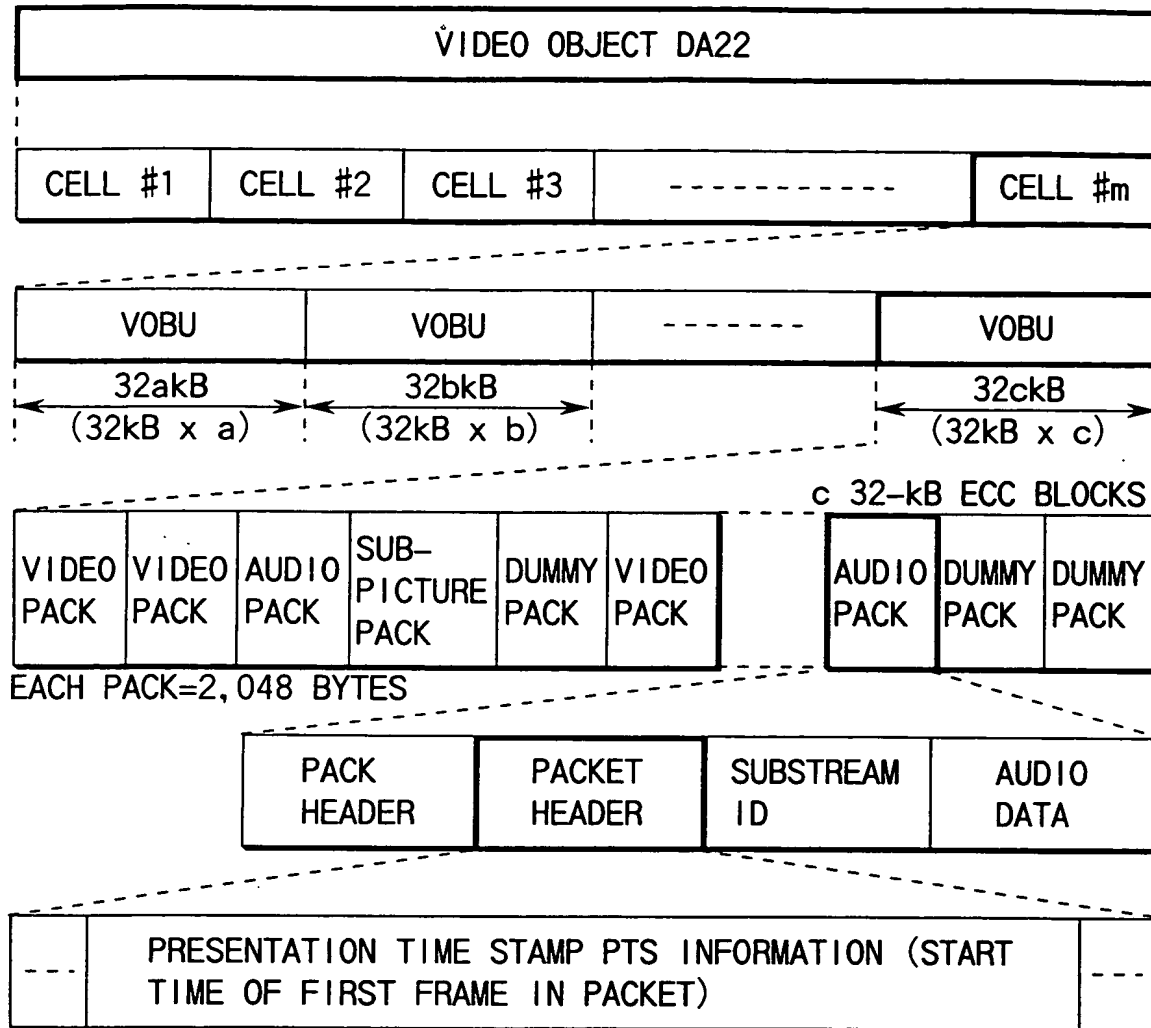 VIDEO OBJECT DA22
CELL #1 CELL #2 CELL #3 CELL #m
VOBU VOBU VOBU
32akB 32bkB 32ckB
(32kB x a) (32kB x b) (32kB x c)
c 32-kB ECC BLOCKS
VIDEO PACK
VIDEO PACK
AUDIO PACK
SUB-
PICTURE
PACK
DUMMY PACK
VIDEO PACK
AUDIO PACK
DUMMY PACK
DUMMY PACK
EACH PACK=2,048 BYTES
PACK
HEADER
PACKET
HEADER
SUBSTREAM
ID
AUDIO
DATA
PRESENTATION TIME STAMP PTS INFORMATION (START
TIME OF FIRST FRAME IN PACKET)